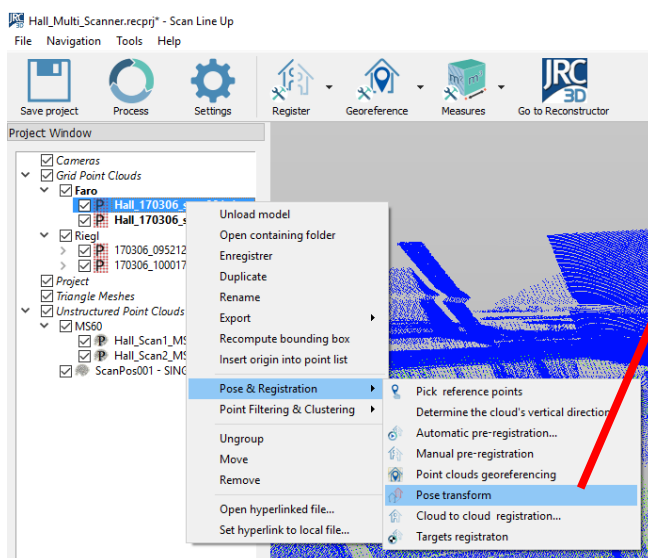 Hall_Multi_Scanner.recprj* - Scan Line Up
File Navigation Tools Help
JRC 3D
Save project Process Settings Register Georeference Measures Go to Reconstructor
Project Window
Cameras
Grid Point Clouds
Faro
Hall_170306_s
Hall_170306_s
Riegl
170306_095212
170306_100017
Project
Triangle Meshes
Unstructured Point Clouds
MS60
Hall_Scan1_MS
Hall_Scan2_MS
ScanPos001 - SING
Unload model
Open containing folder
Enregistrer
Duplicate
Rename
Export
Recompute bounding box
Insert origin into point list
Pose & Registration
Point Filtering & Clustering
Ungroup
Move
Remove
Open hyperlinked file...
Set hyperlink to local file...
Pick reference points
Determine the cloud's vertical direction
Automatic pre-registration...
Manual pre-registration
Point clouds georeferencing
Pose transform
Cloud to cloud registration...
Targets registraton